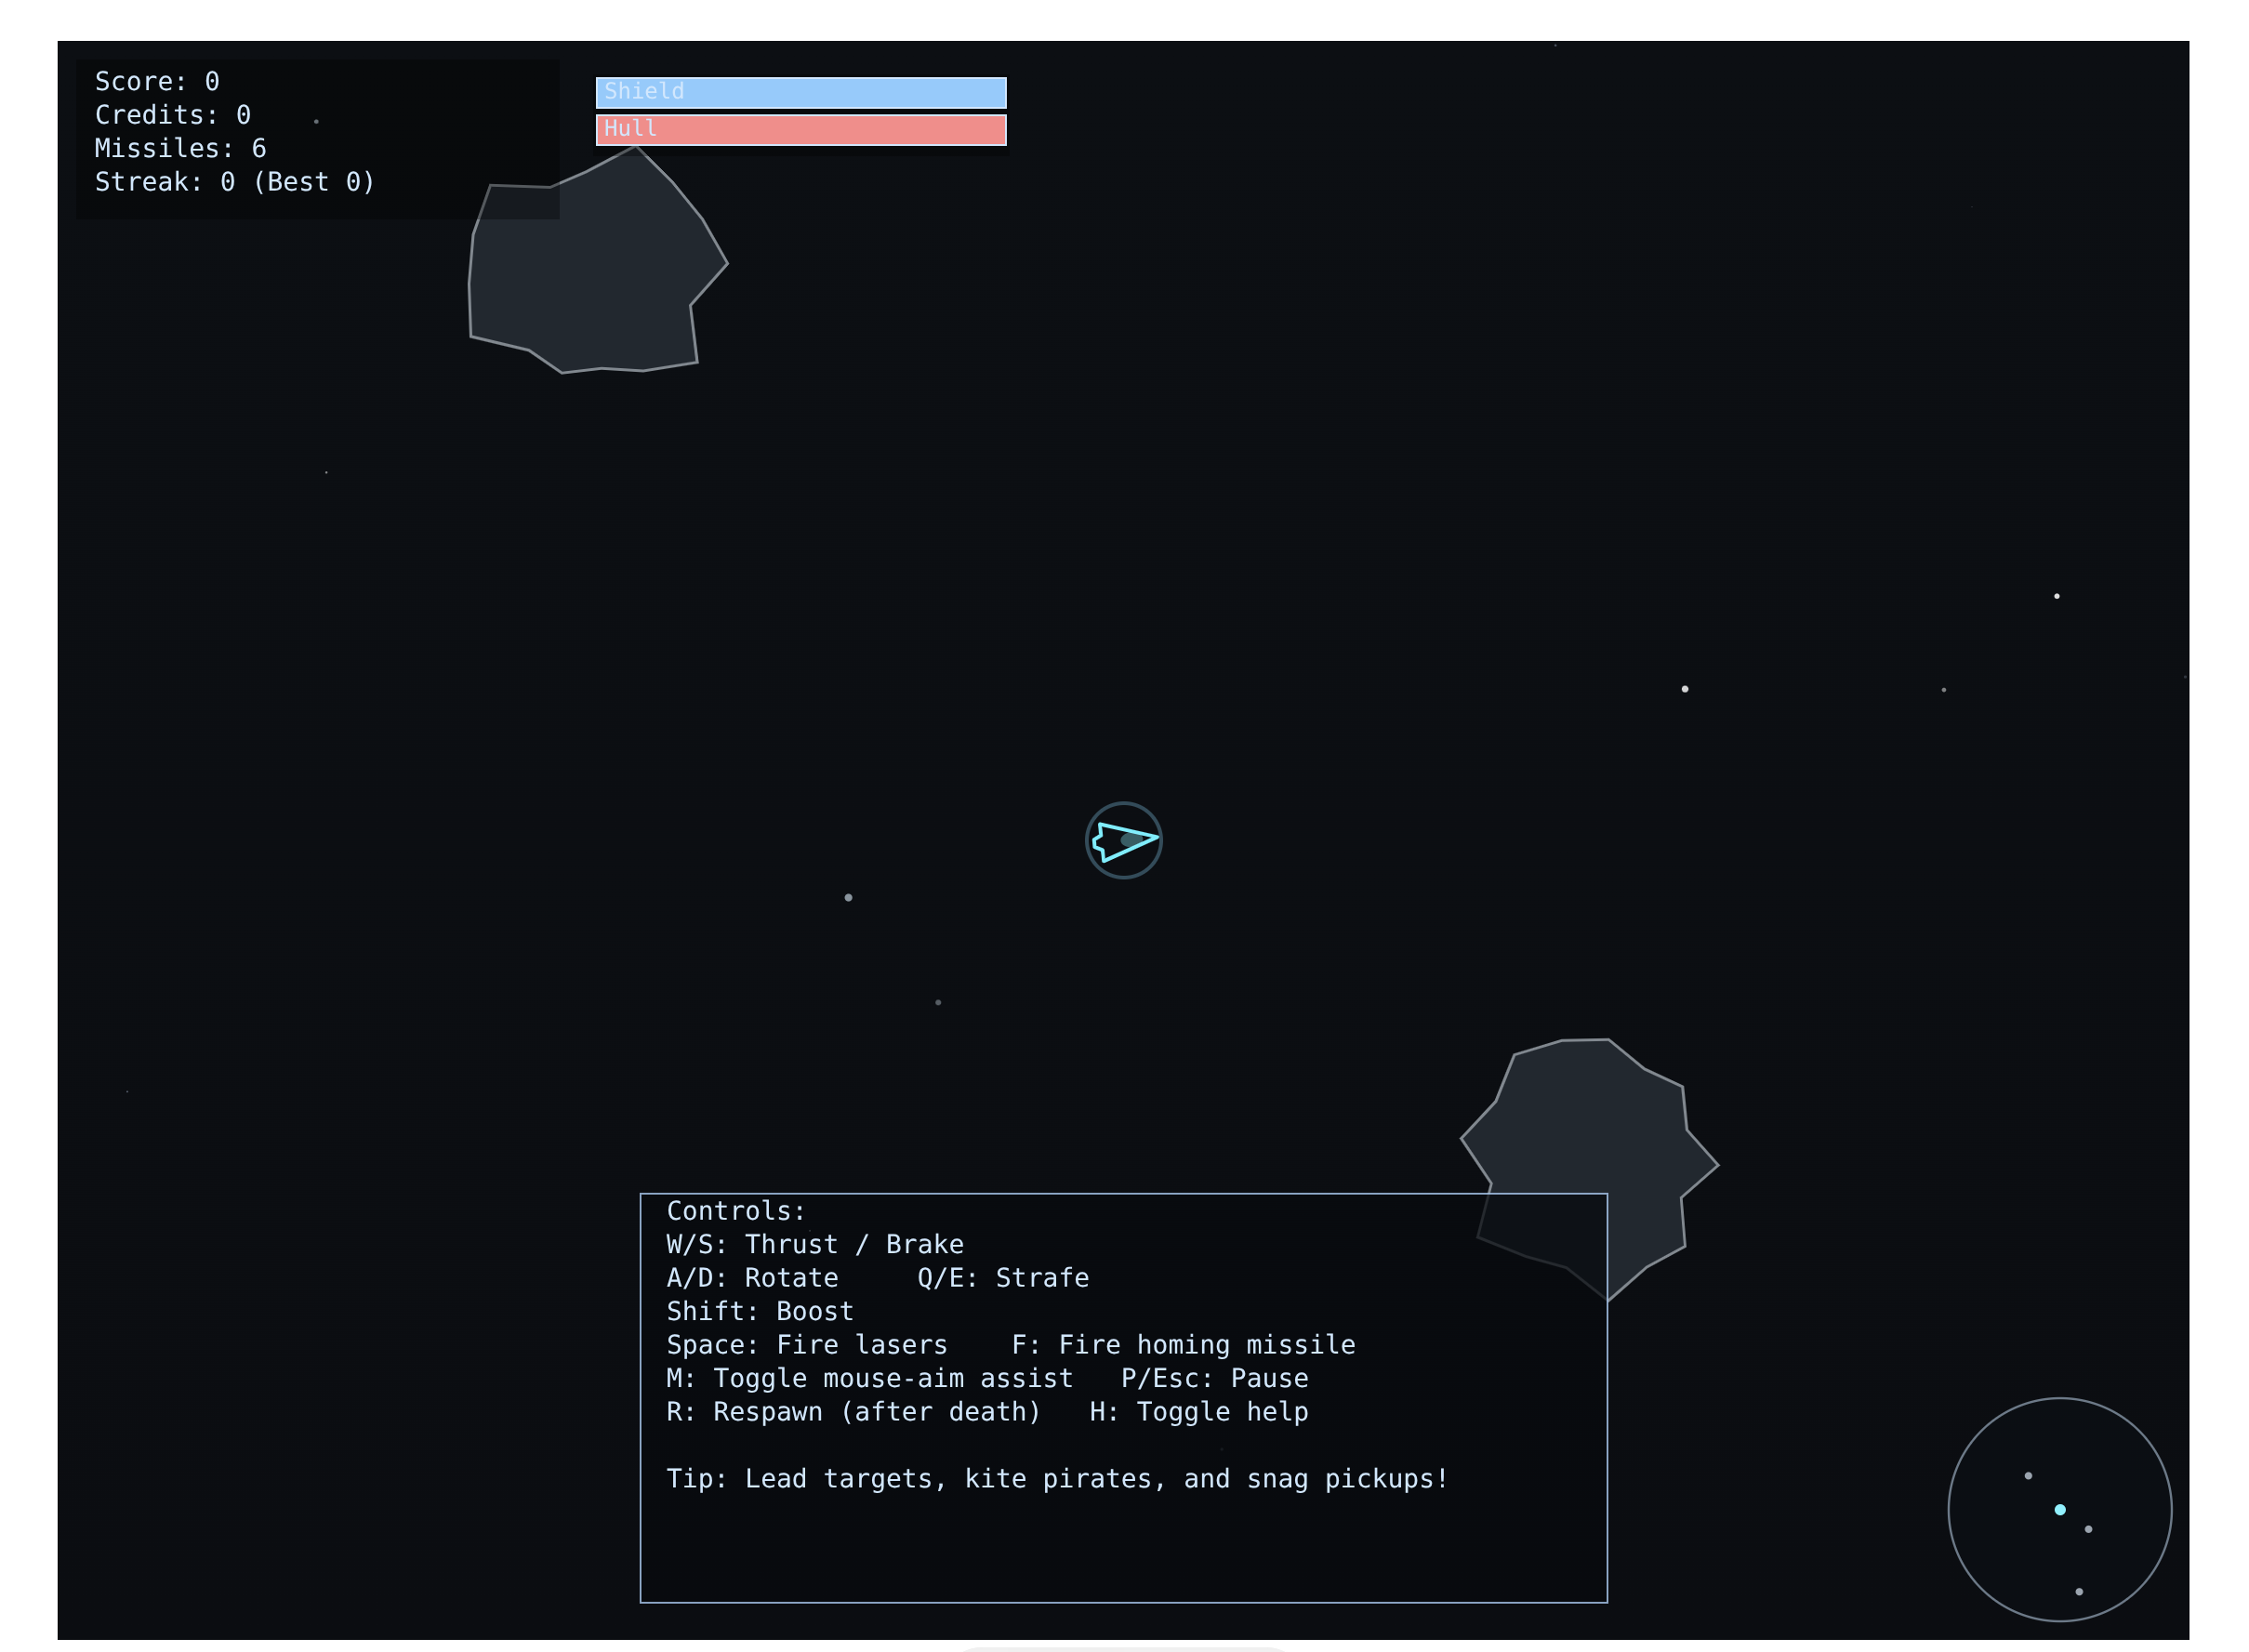 Score: 0
Credits: 0
Missiles: 6
Streak: 0 (Best 0)
Shield
Hull
Controls:
W/S: Thrust / Brake
A/D: Rotate     Q/E: Strafe
Shift: Boost
Space: Fire lasers    F: Fire homing missile
M: Toggle mouse-aim assist   P/Esc: Pause
R: Respawn (after death)   H: Toggle help
Tip: Lead targets, kite pirates, and snag pickups!